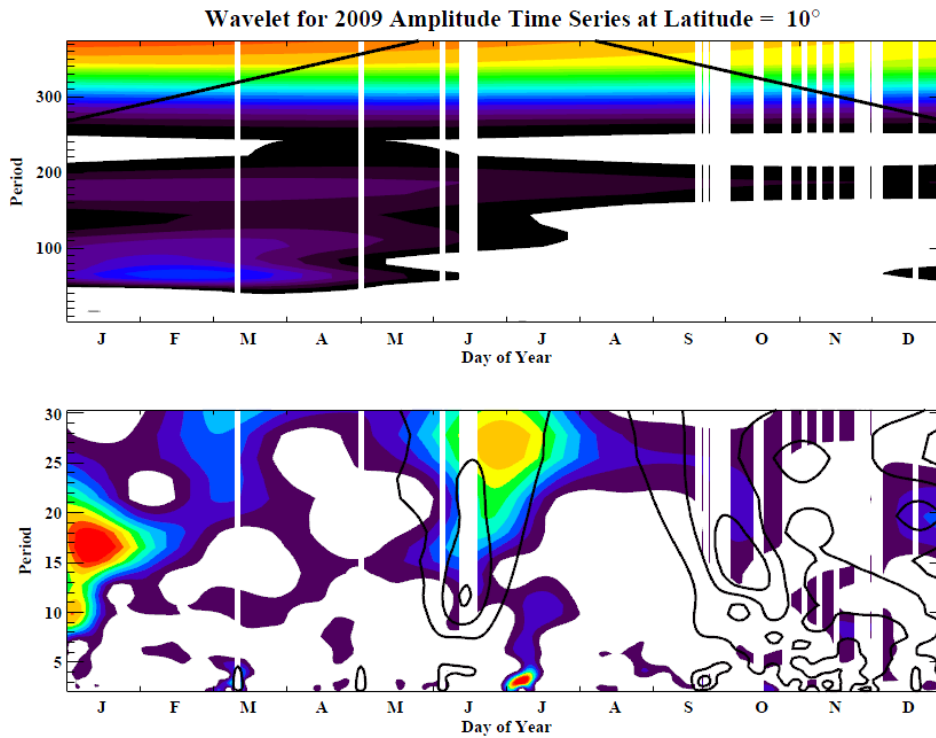 Wavelet for 2009 Amplitude Time Series at Latitude = 10°
300
200
100
Period
J F M A M J J A S O N D
Day of Year
30
25
20
15
10
5
Period
J F M A M J J A S O N D
Day of Year